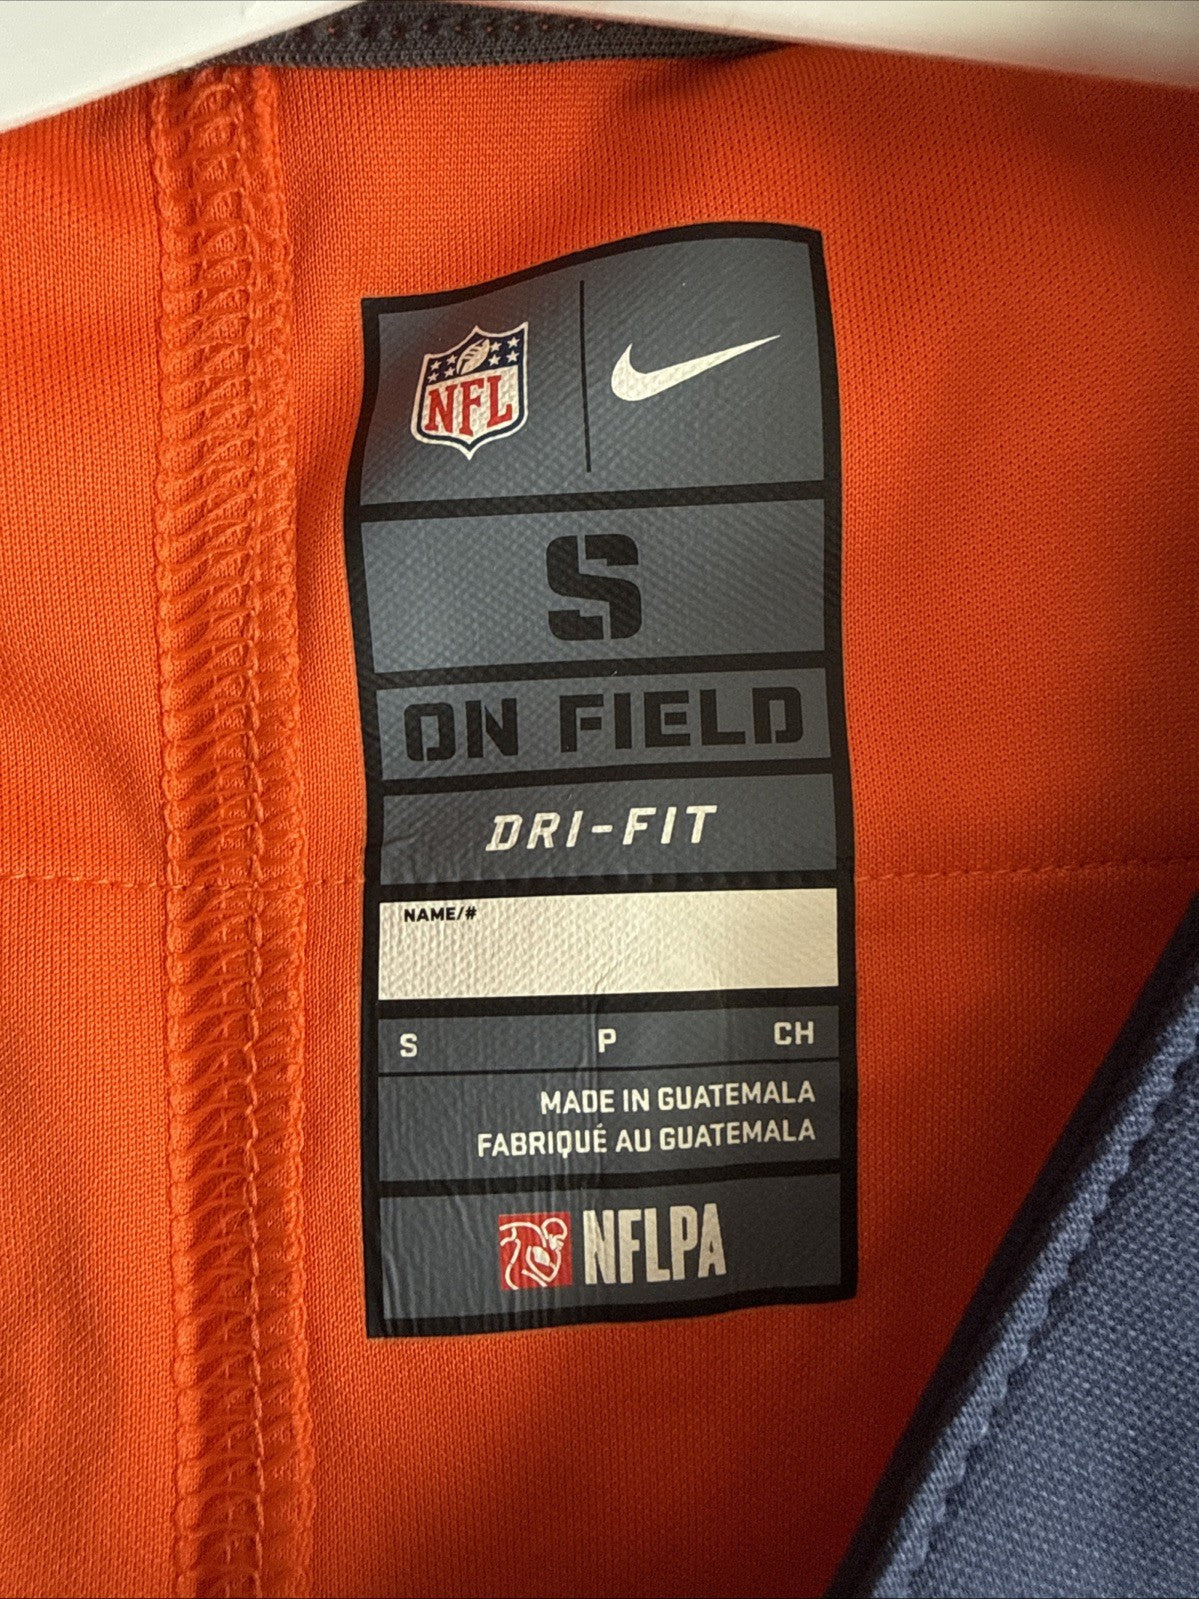 NFL
S
ON FIELD
DRI-FIT
NAME/#
S P CH
MADE IN GUATEMALA
FABRIQUÉ AU GUATEMALA
NFLPA